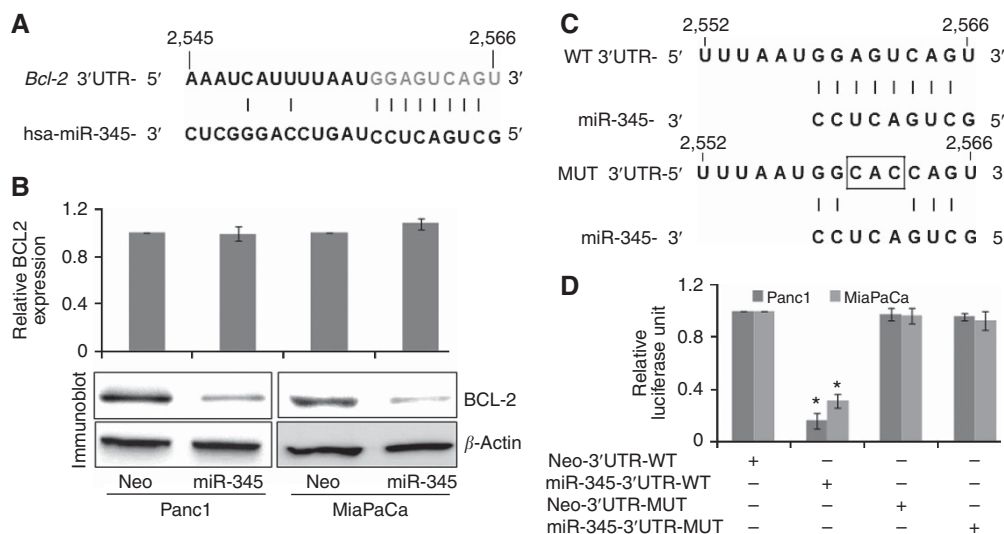 A
2,545 2,566
Bcl-2 3′UTR- 5′ AAAUCAUUUUAAUGGAGUCAGU 3′
hsa-miR-345- 3′ CUCGGGACCUGAUCCUCAGUCG 5′
B
Relative BCL2
expression
1.2
0.8
0.4
0
Immunoblot
BCL-2
β-Actin
Neo miR-345 Neo miR-345
Panc1 MiaPaCa
C
2,552 2,566
WT 3′UTR- 5′ UUUAAUGGAGUCAGU 3′
miR-345- 3′ CCUCAGUCG 5′
2,552 2,566
MUT 3′UTR-5′ UUUAAUGGCACCAGU 3
miR-345- 3′ CCUCAGUCG 5
D
Relative
luciferase unit
1.2
0.8
0.4
0
Panc1 MiaPaCa
* *
Neo-3′UTR-WT + – – –
miR-345-3′UTR-WT – + – –
Neo-3′UTR-MUT – – + –
miR-345-3′UTR-MUT – – – +